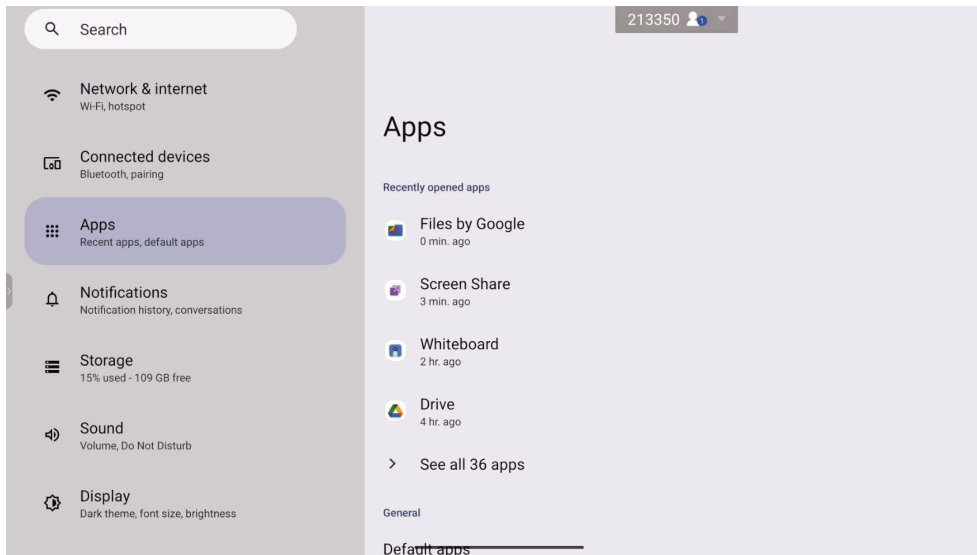 Search
Network & internet
Wi-Fi, hotspot
Connected devices
Bluetooth, pairing
Apps
Recent apps, default apps
Notifications
Notification history, conversations
Storage
15% used - 109 GB free
Sound
Volume, Do Not Disturb
Display
Dark theme, font size, brightness
213350 1
Apps
Recently opened apps
Files by Google
0 min. ago
Screen Share
3 min. ago
Whiteboard
2 hr. ago
Drive
4 hr. ago
See all 36 apps
General
Default apps